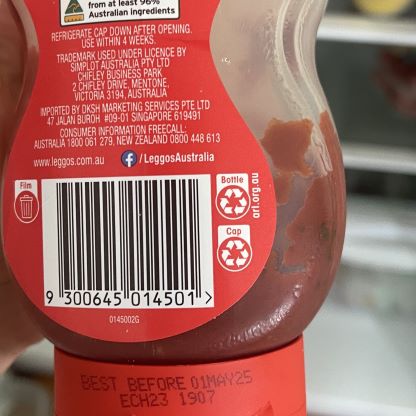 from at least 96%
Australian ingredients
REFRIGERATE CAP DOWN AFTER OPENING.
USE WITHIN 4 WEEKS.
TRADEMARK USED UNDER LICENCE BY
SIMPLOT AUSTRALIA PTY LTD
CHIFLEY BUSINESS PARK
2 CHIFLEY DRIVE, MENTONE,
VICTORIA 3194, AUSTRALIA
IMPORTED BY DKSH MARKETING SERVICES PTE LTD
47 JALAN BUROH #09-01 SINGAPORE 619491
CONSUMER INFORMATION FREECALL:
AUSTRALIA 1800 061 279, NEW ZEALAND 0800 448 613
www.leggos.com.au f/LeggosAustralia
Film
Bottle
Cap
arl.org.au
9 300645 014501 >
0145002G
BEST BEFORE 01MAY25
ECH23 1907